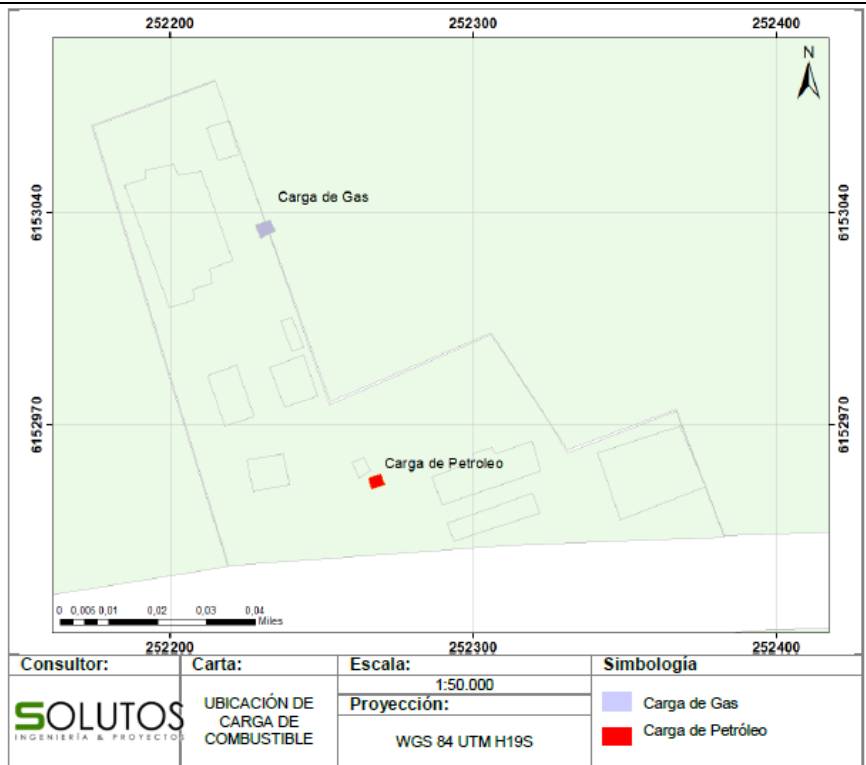 252200 252300 252400
N
Carga de Gas
6153040 6153040
6152970 6152970
Carga de Petroleo
0 0,005 0,01 0,02 0,03 0,04
Miles
252200 252300 252400
Consultor: Carta: Escala: Simbología
1:50.000
SOLUTOS
INGENIERÍA & PROYECTOS
UBICACIÓN DE
CARGA DE
COMBUSTIBLE
Proyección:
WGS 84 UTM H19S
Carga de Gas
Carga de Petróleo